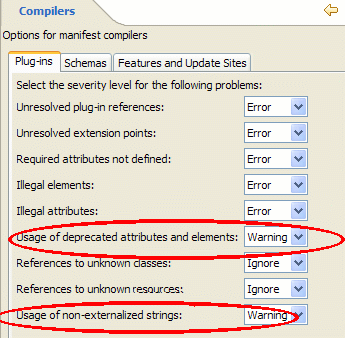 Compilers
Options for manifest compilers
Plug-ins Schemas Features and Update Sites
Select the severity level for the following problems:
Unresolved plug-in references: Error
Unresolved extension points: Error
Required attributes not defined: Error
Illegal elements: Error
Illegal attributes: Error
Usage of deprecated attributes and elements: Warning
References to unknown classes: Ignore
References to unknown resources: Ignore
Usage of non-externalized strings: Warning